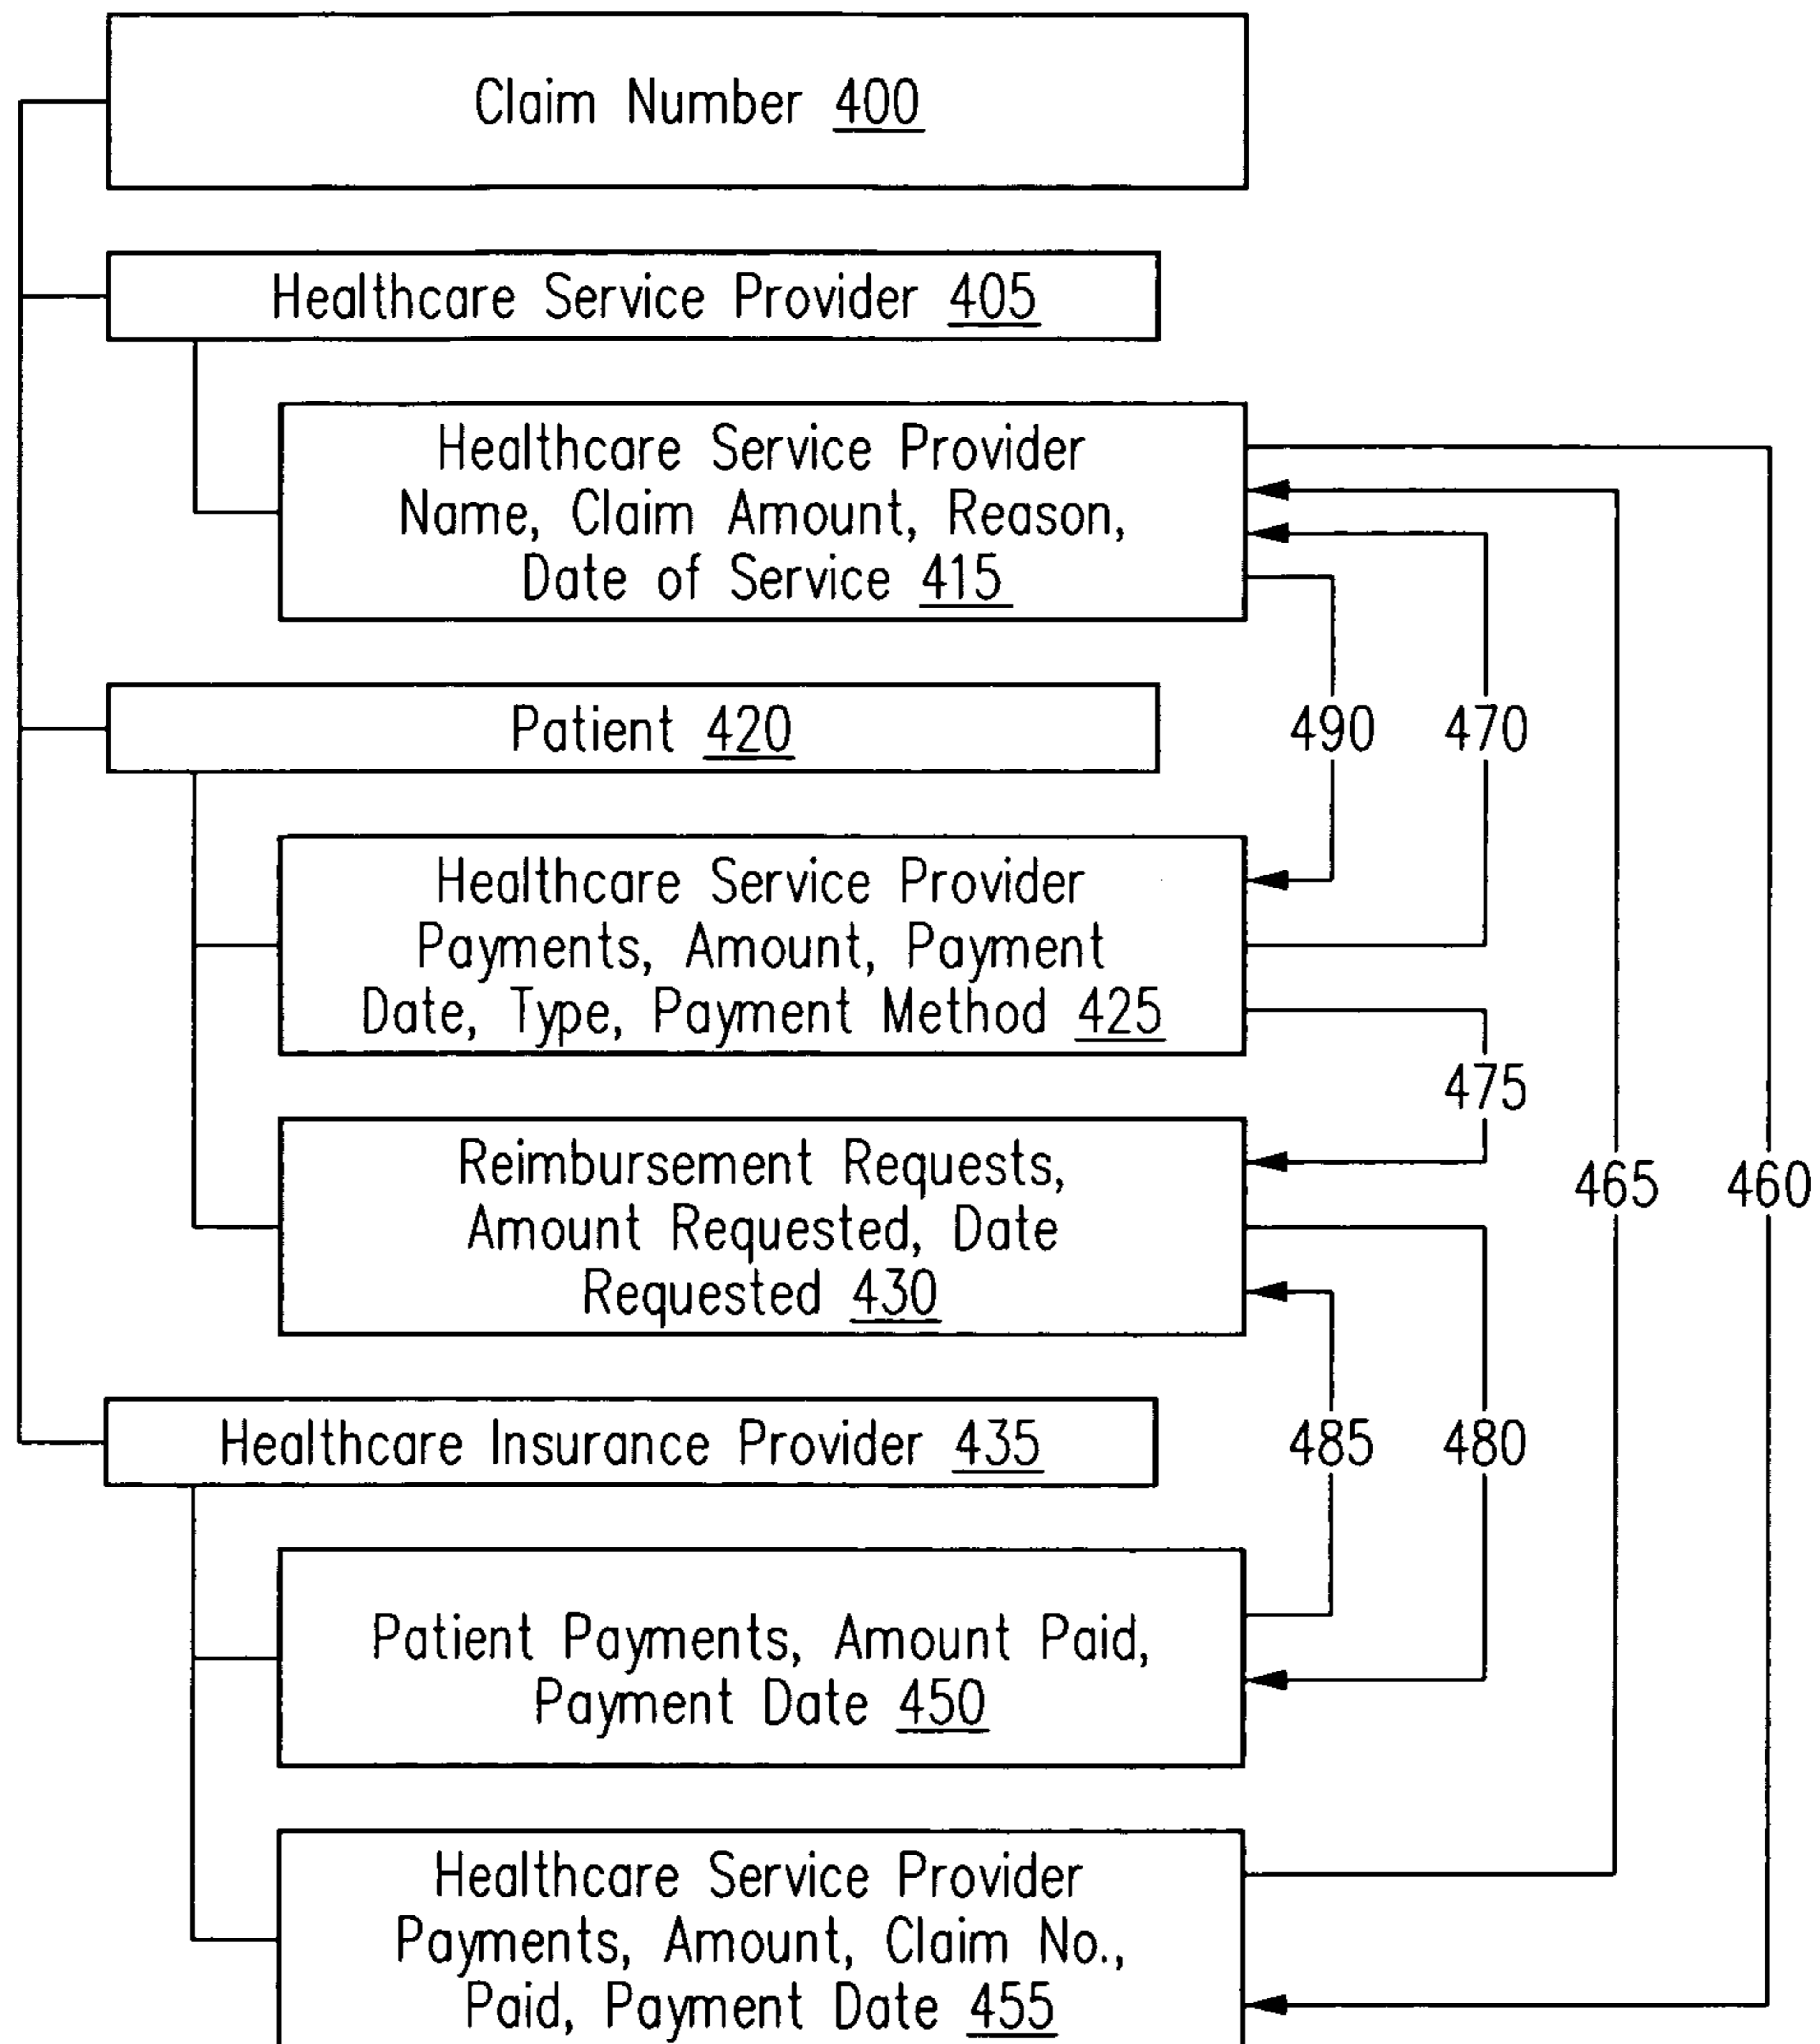 Claim Number 400
Healthcare Service Provider 405
Healthcare Service Provider
Name, Claim Amount, Reason,
Date of Service 415
Patient 420
490
470
Healthcare Service Provider
Payments, Amount, Payment
Date, Type, Payment Method 425
475
Reimbursement Requests,
Amount Requested, Date
Requested 430
465
460
Healthcare Insurance Provider 435
485
480
Patient Payments, Amount Paid,
Payment Date 450
Healthcare Service Provider
Payments, Amount, Claim No.,
Paid, Payment Date 455